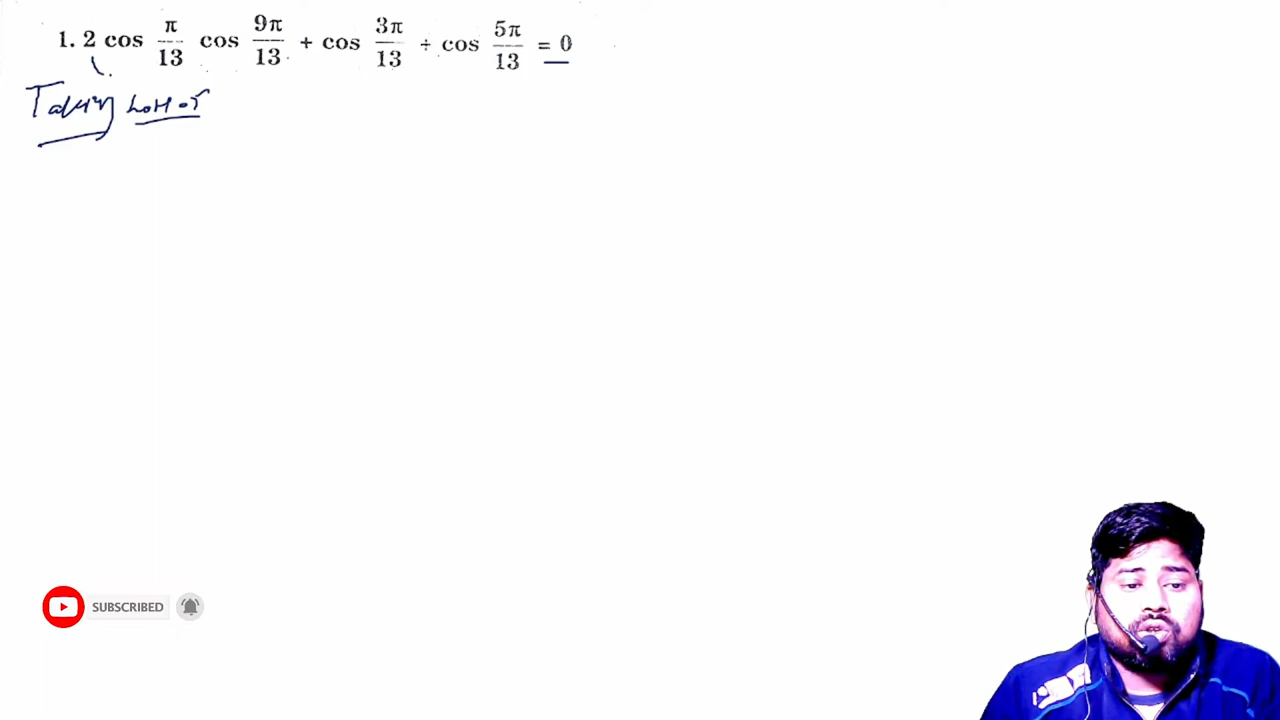 1. 2 cos π/13 cos 9π/13 + cos 3π/13 + cos 5π/13 = 0
Taking L.H.S
SUBSCRIBED